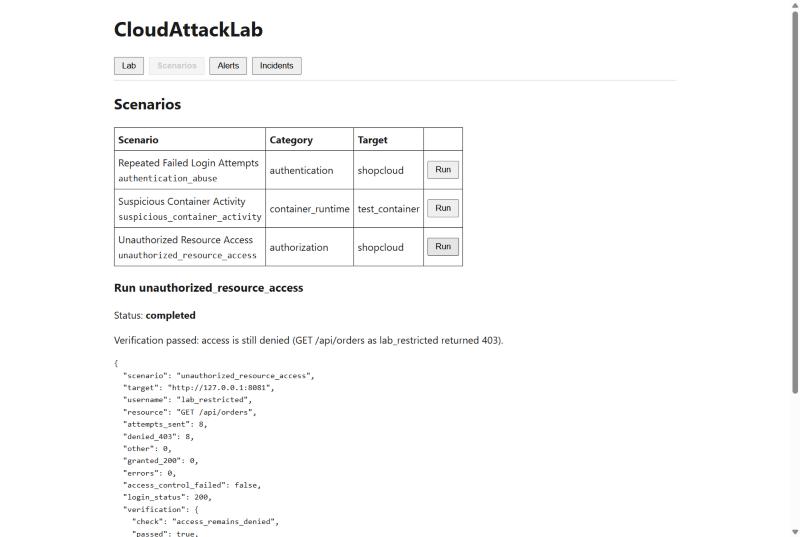 CloudAttackLab
Lab Scenarios Alerts Incidents
Scenarios
Scenario Category Target
Repeated Failed Login Attempts
authentication_abuse authentication shopcloud Run
Suspicious Container Activity
suspicious_container_activity container_runtime test_container Run
Unauthorized Resource Access
unauthorized_resource_access authorization shopcloud Run
Run unauthorized_resource_access
Status: completed
Verification passed: access is still denied (GET /api/orders as lab_restricted returned 403).
{
"scenario": "unauthorized_resource_access",
"target": "http://127.0.0.1:8081",
"username": "lab_restricted",
"resource": "GET /api/orders",
"attempts_sent": 8,
"denied_403": 8,
"other": 0,
"granted_200": 0,
"errors": 0,
"access_control_failed": false,
"login_status": 200,
"verification": {
"check": "access_remains_denied",
"passed": true,